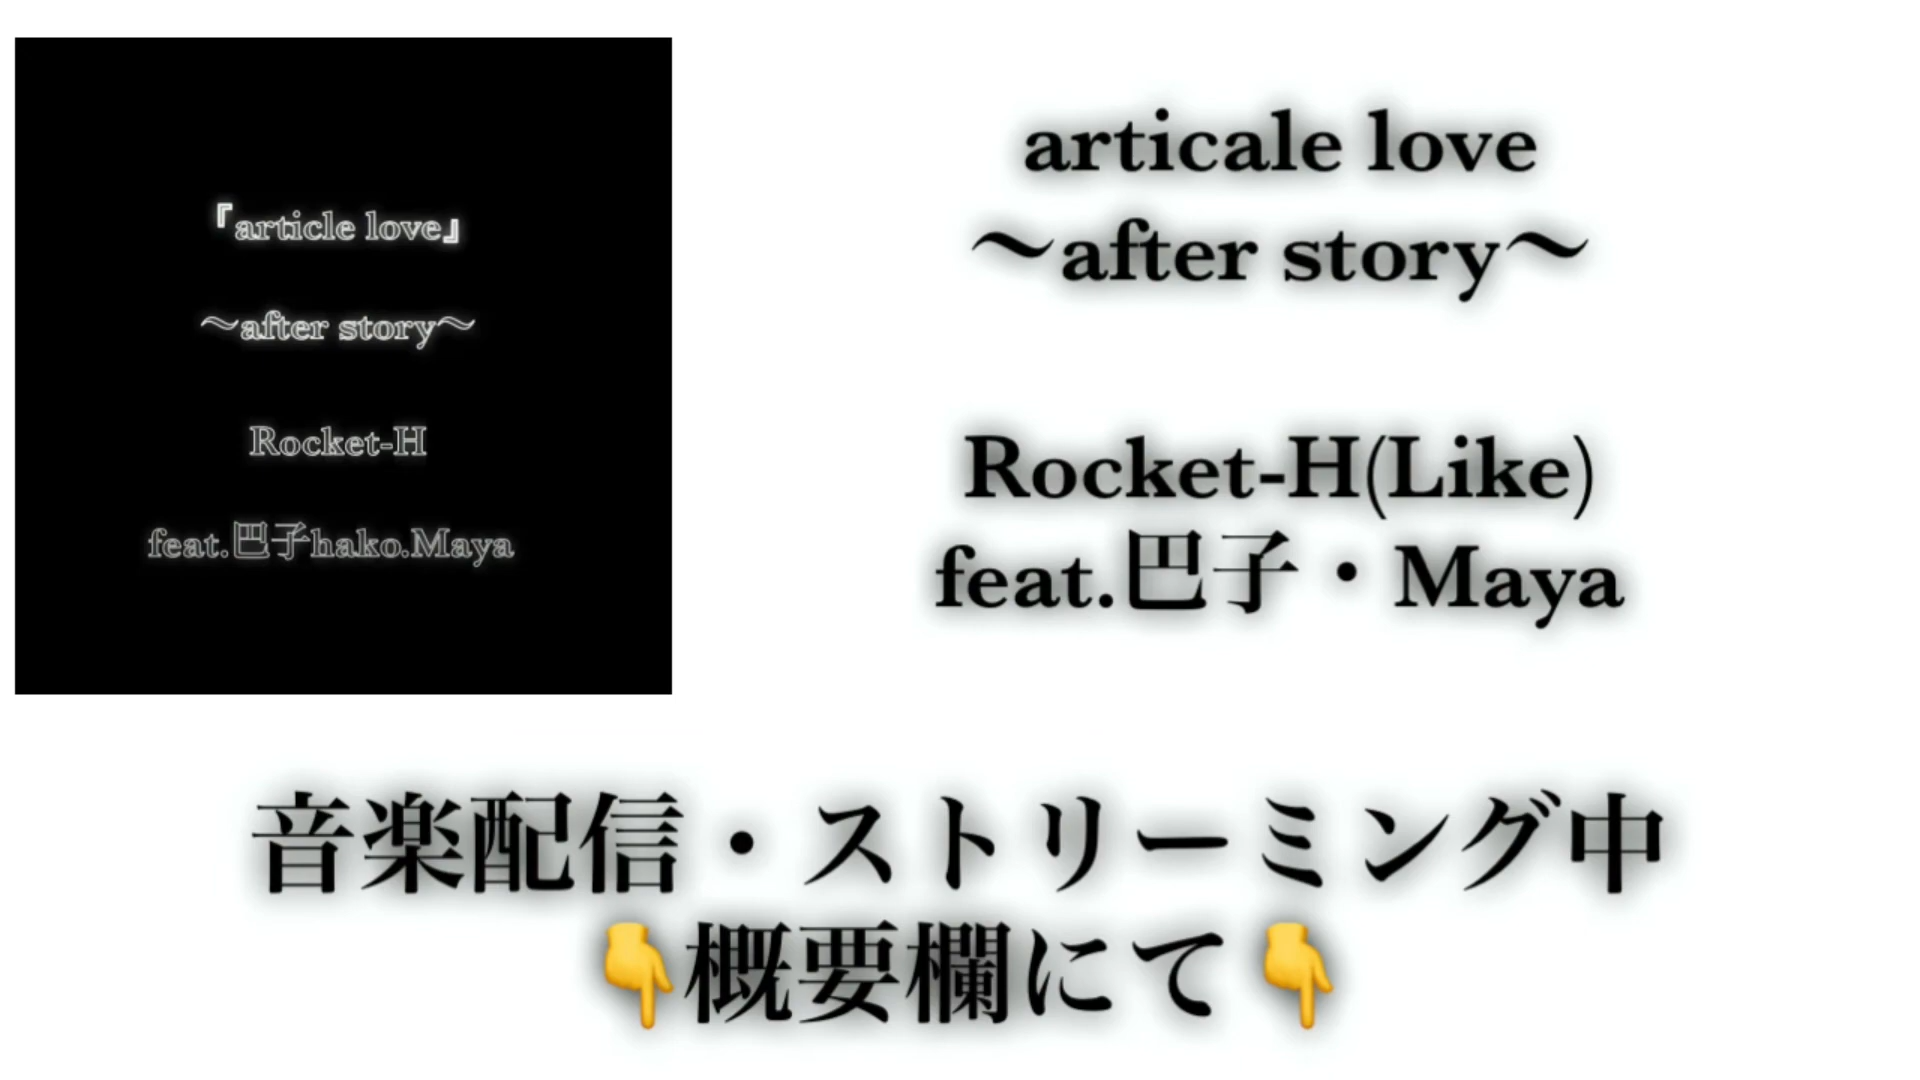 『article love』
〜after story〜
Rocket-H
feat.巴子hako.Maya
articale love
〜after story〜
Rocket-H(Like)
feat.巴子・Maya
音楽配信・ストリーミング中
👇概要欄にて👇